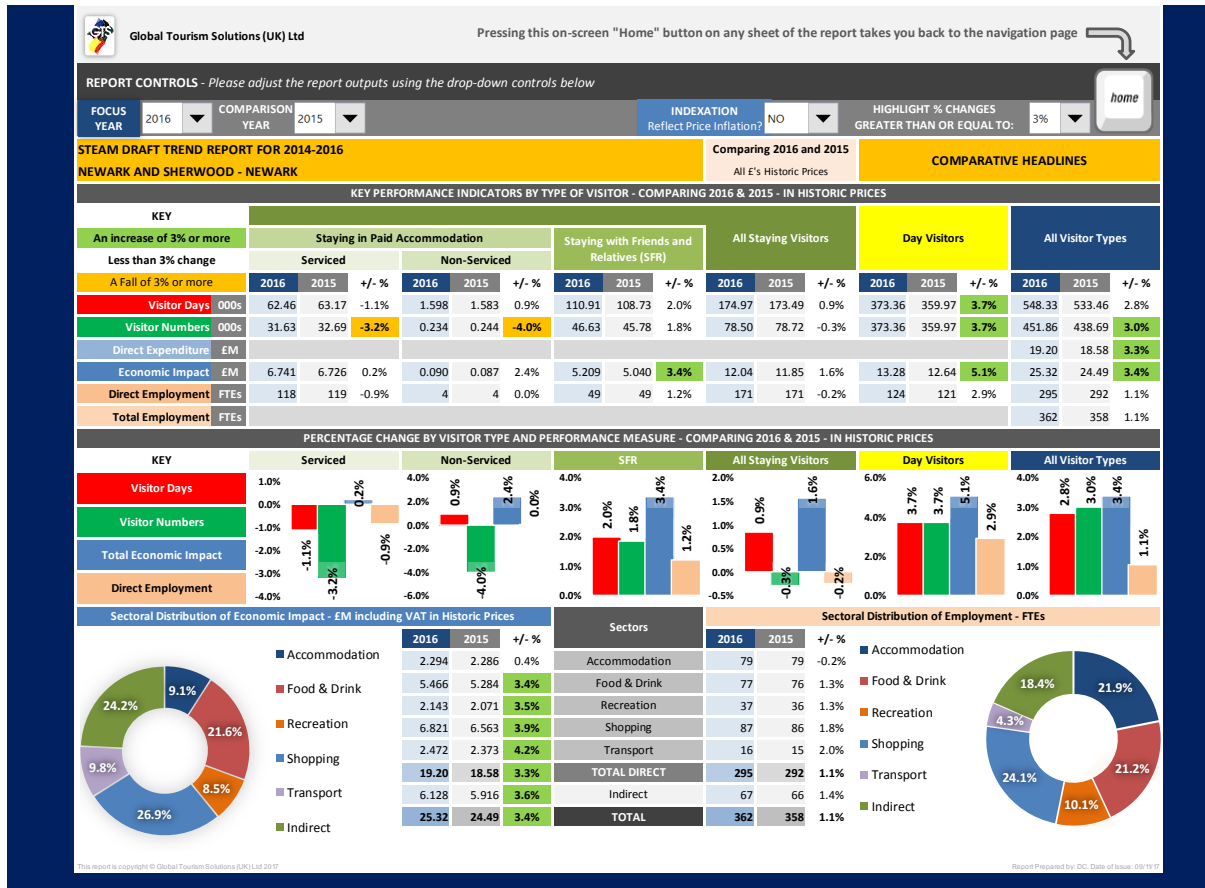 GTS
Global Tourism Solutions (UK) Ltd
Pressing this on-screen "Home" button on any sheet of the report takes you back to the navigation page
REPORT CONTROLS - Please adjust the report outputs using the drop-down controls below
home
FOCUS YEAR 2016 COMPARISON YEAR 2015 INDEXATION Reflect Price Inflation? NO HIGHLIGHT % CHANGES GREATER THAN OR EQUAL TO: 3%
STEAM DRAFT TREND REPORT FOR 2014-2016
NEWARK AND SHERWOOD - NEWARK
Comparing 2016 and 2015
All £'s Historic Prices
COMPARATIVE HEADLINES
KEY PERFORMANCE INDICATORS BY TYPE OF VISITOR - COMPARING 2016 & 2015 - IN HISTORIC PRICES
KEY
An increase of 3% or more
Less than 3% change
A Fall of 3% or more
Staying in Paid Accommodation
Serviced
Non-Serviced
Staying with Friends and
Relatives (SFR)
All Staying Visitors
Day Visitors
All Visitor Types
2016 2015 +/- % 2016 2015 +/- % 2016 2015 +/- % 2016 2015 +/- % 2016 2015 +/- % 2016 2015 +/- %
Visitor Days 000s 62.46 63.17 -1.1% 1.598 1.583 0.9% 110.91 108.73 2.0% 174.97 173.49 0.9% 373.36 359.97 3.7% 548.33 533.46 2.8%
Visitor Numbers 000s 31.63 32.69 -3.2% 0.234 0.244 -4.0% 46.63 45.78 1.8% 78.50 78.72 -0.3% 373.36 359.97 3.7% 451.86 438.69 3.0%
Direct Expenditure £M 19.20 18.58 3.3%
Economic Impact £M 6.741 6.726 0.2% 0.090 0.087 2.4% 5.209 5.040 3.4% 12.04 11.85 1.6% 13.28 12.64 5.1% 25.32 24.49 3.4%
Direct Employment FTEs 118 119 -0.9% 4 4 0.0% 49 49 1.2% 171 171 -0.2% 124 121 2.9% 295 292 1.1%
Total Employment FTEs 362 358 1.1%
PERCENTAGE CHANGE BY VISITOR TYPE AND PERFORMANCE MEASURE - COMPARING 2016 & 2015 - IN HISTORIC PRICES
KEY
Visitor Days
Visitor Numbers
Total Economic Impact
Direct Employment
Serviced
1.0%
0.0%
-1.0%
-2.0%
-3.0%
-4.0%
-1.1% -3.2% 0.2% -0.9%
Non-Serviced
4.0%
2.0%
0.0%
-2.0%
-4.0%
-6.0%
0.9% -4.0% 2.4% 0.0%
SFR
4.0%
3.0%
2.0%
1.0%
0.0%
2.0% 1.8% 3.4% 1.2%
All Staying Visitors
2.0%
1.5%
1.0%
0.5%
0.0%
-0.5%
0.9% -0.3% 1.6% -0.2%
Day Visitors
6.0%
4.0%
2.0%
0.0%
3.7% 3.7% 5.1% 2.9%
All Visitor Types
4.0%
3.0%
2.0%
1.0%
0.0%
2.8% 3.0% 3.4% 1.1%
Sectoral Distribution of Economic Impact - £M including VAT in Historic Prices
Sectors
Sectoral Distribution of Employment - FTEs
9.1%
21.6%
8.5%
26.9%
9.8%
24.2%
Accommodation
Food & Drink
Recreation
Shopping
Transport
Indirect
2016 2015 +/- % 2016 2015 +/- %
2.294 2.286 0.4% Accommodation 79 79 -0.2%
5.466 5.284 3.4% Food & Drink 77 76 1.3%
2.143 2.071 3.5% Recreation 37 36 1.3%
6.821 6.563 3.9% Shopping 87 86 1.8%
2.472 2.373 4.2% Transport 16 15 2.0%
19.20 18.58 3.3% TOTAL DIRECT 295 292 1.1%
6.128 5.916 3.6% Indirect 67 66 1.4%
25.32 24.49 3.4% TOTAL 362 358 1.1%
Accommodation
Food & Drink
Recreation
Shopping
Transport
Indirect
21.9%
21.2%
10.1%
24.1%
4.3%
18.4%
This report is copyright © Global Tourism Solutions (UK) Ltd 2017
Report Prepared by: DC. Date of Issue: 09/11/17